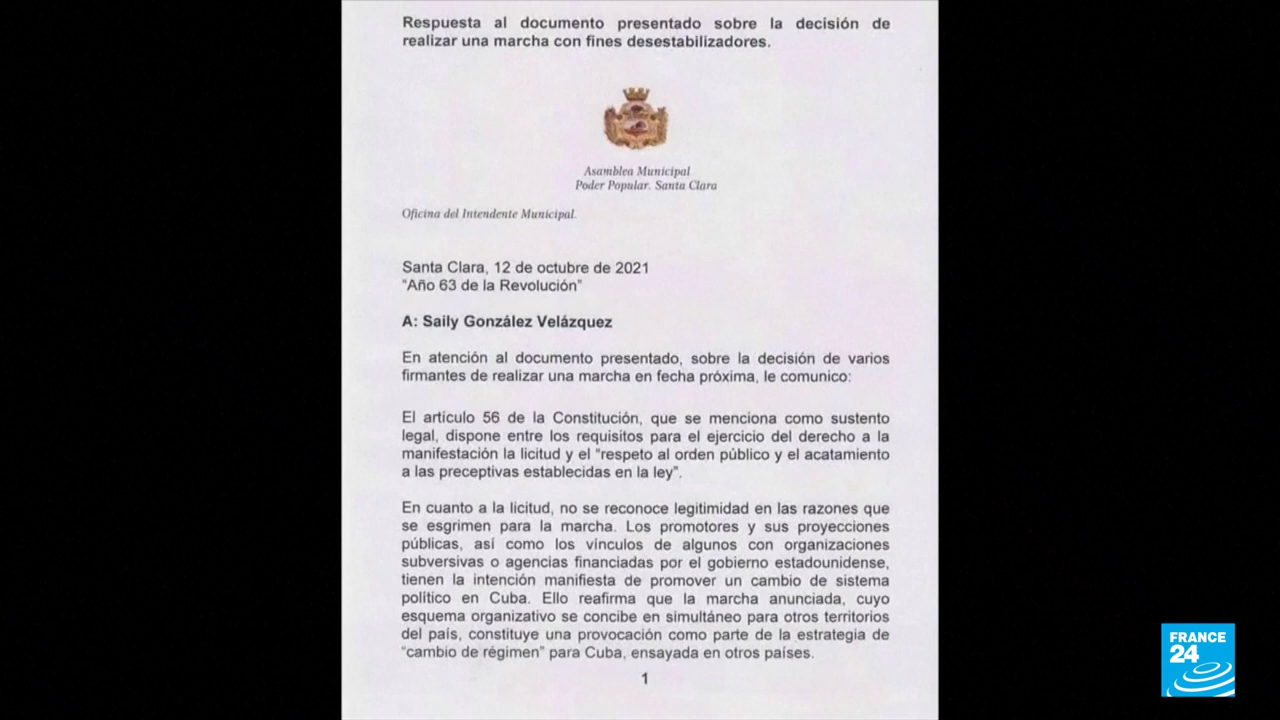 Respuesta al documento presentado sobre la decisión de
realizar una marcha con fines desestabilizadores.
Asamblea Municipal
Poder Popular. Santa Clara
Oficina del Intendente Municipal.
Santa Clara, 12 de octubre de 2021
"Año 63 de la Revolución"
A: Saily González Velázquez
En atención al documento presentado, sobre la decisión de varios
firmantes de realizar una marcha en fecha próxima, le comunico:
El artículo 56 de la Constitución, que se menciona como sustento
legal, dispone entre los requisitos para el ejercicio del derecho a la
manifestación la licitud y el "respeto al orden público y el acatamiento
a las preceptivas establecidas en la ley".
En cuanto a la licitud, no se reconoce legitimidad en las razones que
se esgrimen para la marcha. Los promotores y sus proyecciones
públicas, así como los vínculos de algunos con organizaciones
subversivas o agencias financiadas por el gobierno estadounidense,
tienen la intención manifiesta de promover un cambio de sistema
político en Cuba. Ello reafirma que la marcha anunciada, cuyo
esquema organizativo se concibe en simultáneo para otros territorios
del país, constituye una provocación como parte de la estrategia de
"cambio de régimen" para Cuba, ensayada en otros países.
1
FRANCE
24